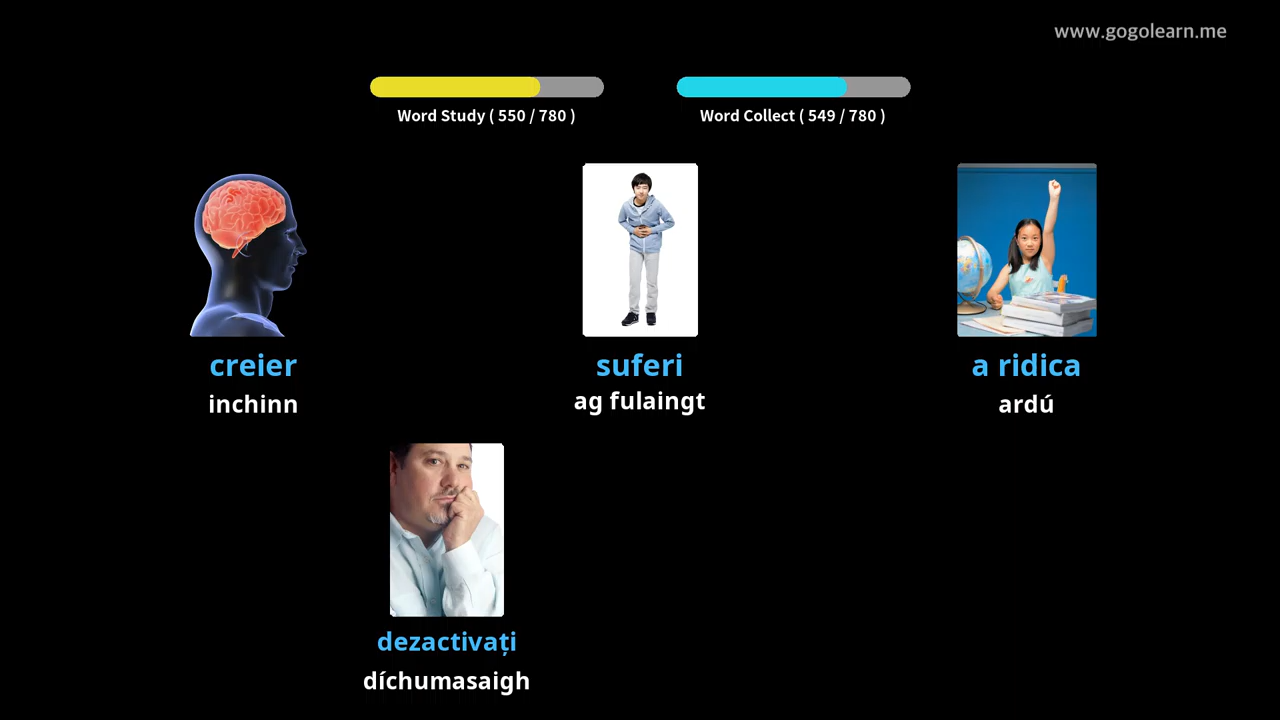 www.gogolearn.me
Word Study ( 550 / 780 )
Word Collect ( 549 / 780 )
creier
inchinn
suferi
ag fulaingt
a ridica
ardú
dezactivați
díchumasaigh